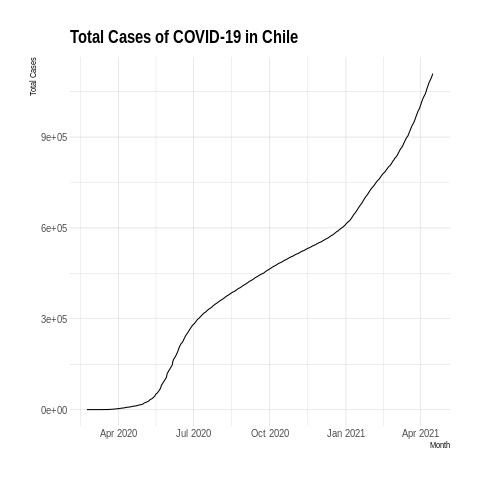 Total Cases of COVID-19 in Chile
Total Cases
9e+05
6e+05
3e+05
0e+00
Apr 2020 Jul 2020 Oct 2020 Jan 2021 Apr 2021
Month